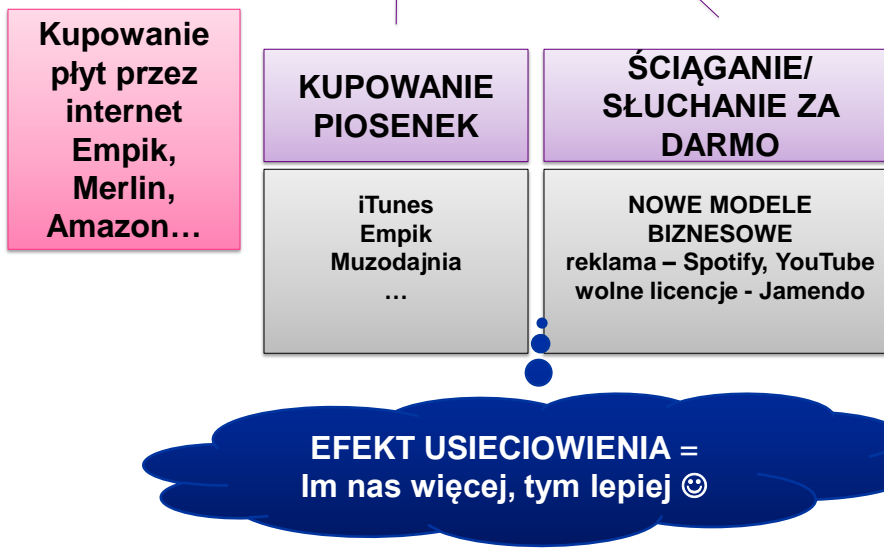 Kupowanie
płyt przez
internet
Empik,
Merlin,
Amazon…
KUPOWANIE
PIOSENEK
ŚCIĄGANIE/
SŁUCHANIE ZA
DARMO
iTunes
Empik
Muzodajnia
…
NOWE MODELE
BIZNESOWE
reklama – Spotify, YouTube
wolne licencje - Jamendo
EFEKT USIECIOWIENIA =
Im nas więcej, tym lepiej ☺